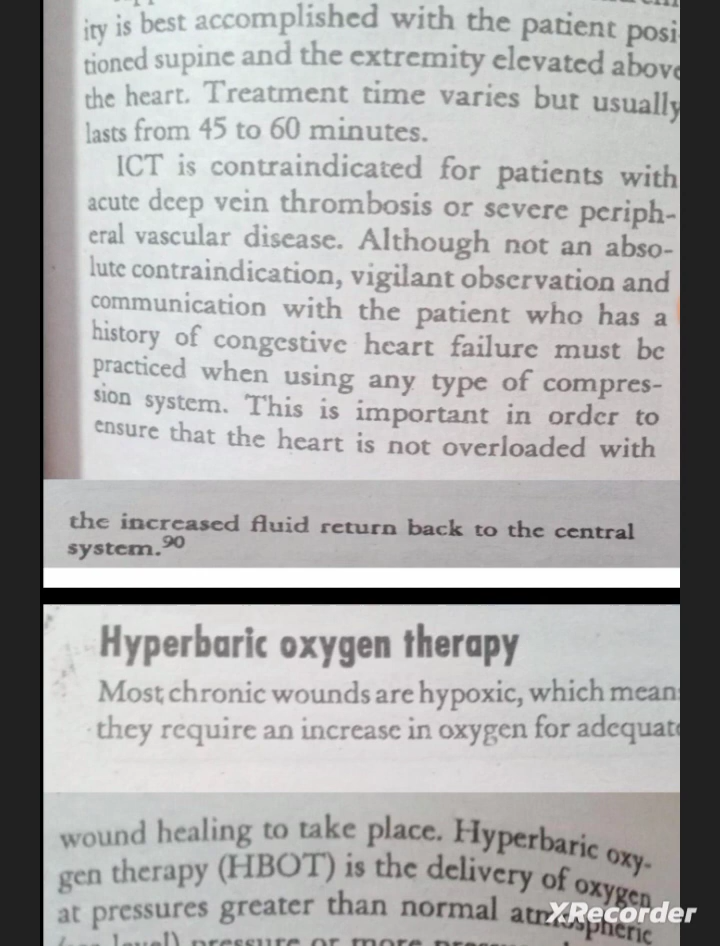 ity is best accomplished with the patient posi-
tioned supine and the extremity elevated above
the heart. Treatment time varies but usually
lasts from 45 to 60 minutes.
ICT is contraindicated for patients with
acute deep vein thrombosis or severe periph-
eral vascular disease. Although not an abso-
lute contraindication, vigilant observation and
communication with the patient who has a
history of congestive heart failure must be
practiced when using any type of compres-
sion system. This is important in order to
ensure that the heart is not overloaded with
the increased fluid return back to the central
system.90
Hyperbaric oxygen therapy
Most chronic wounds are hypoxic, which means
they require an increase in oxygen for adequate
wound healing to take place. Hyperbaric oxy-
gen therapy (HBOT) is the delivery of oxygen
at pressures greater than normal atmospheric
level) pressure or more
XRecorder